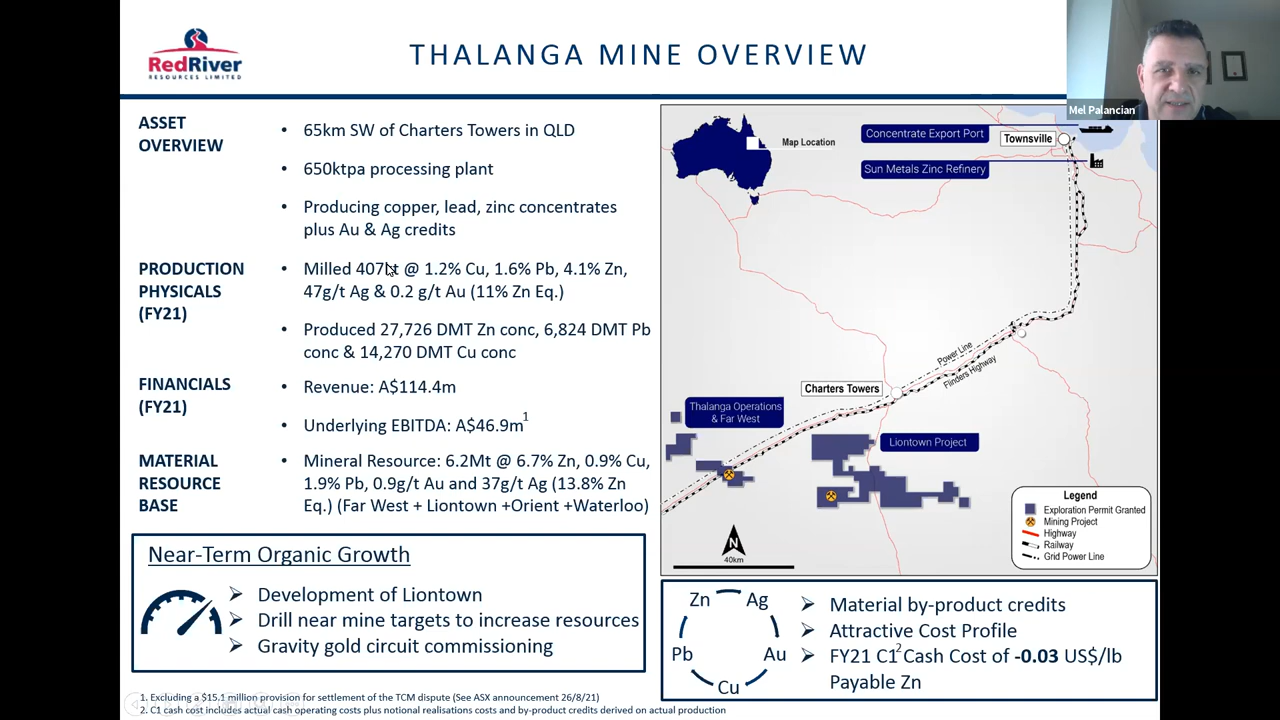 RedRiver
RESOURCES LIMITED
THALANGA MINE OVERVIEW
Mel Palancian
ASSET
OVERVIEW
• 65km SW of Charters Towers in QLD
• 650ktpa processing plant
• Producing copper, lead, zinc concentrates
plus Au & Ag credits
PRODUCTION
PHYSICALS
(FY21)
• Milled 407kt @ 1.2% Cu, 1.6% Pb, 4.1% Zn,
47g/t Ag & 0.2 g/t Au (11% Zn Eq.)
• Produced 27,726 DMT Zn conc, 6,824 DMT Pb
conc & 14,270 DMT Cu conc
FINANCIALS
(FY21)
• Revenue: A$114.4m
• Underlying EBITDA: A$46.9m1
MATERIAL
RESOURCE
BASE
• Mineral Resource: 6.2Mt @ 6.7% Zn, 0.9% Cu,
1.9% Pb, 0.9g/t Au and 37g/t Ag (13.8% Zn
Eq.) (Far West + Liontown +Orient +Waterloo)
Near-Term Organic Growth
Development of Liontown
Drill near mine targets to increase resources
Gravity gold circuit commissioning
Map Location
Concentrate Export Port
Townsville
Sun Metals Zinc Refinery
Power Line
Flinders Highway
Charters Towers
Thalanga Operations
& Far West
Liontown Project
N
40km
Legend
Exploration Permit Granted
Mining Project
Highway
Railway
Grid Power Line
Zn
Ag
Pb
Au
Cu
Material by-product credits
Attractive Cost Profile
FY21 C12 Cash Cost of -0.03 US$/lb
Payable Zn
1. Excluding a $15.1 million provision for settlement of the TCM dispute (See ASX announcement 26/8/21)
2. C1 cash cost includes actual cash operating costs plus notional realisations costs and by-product credits derived on actual production